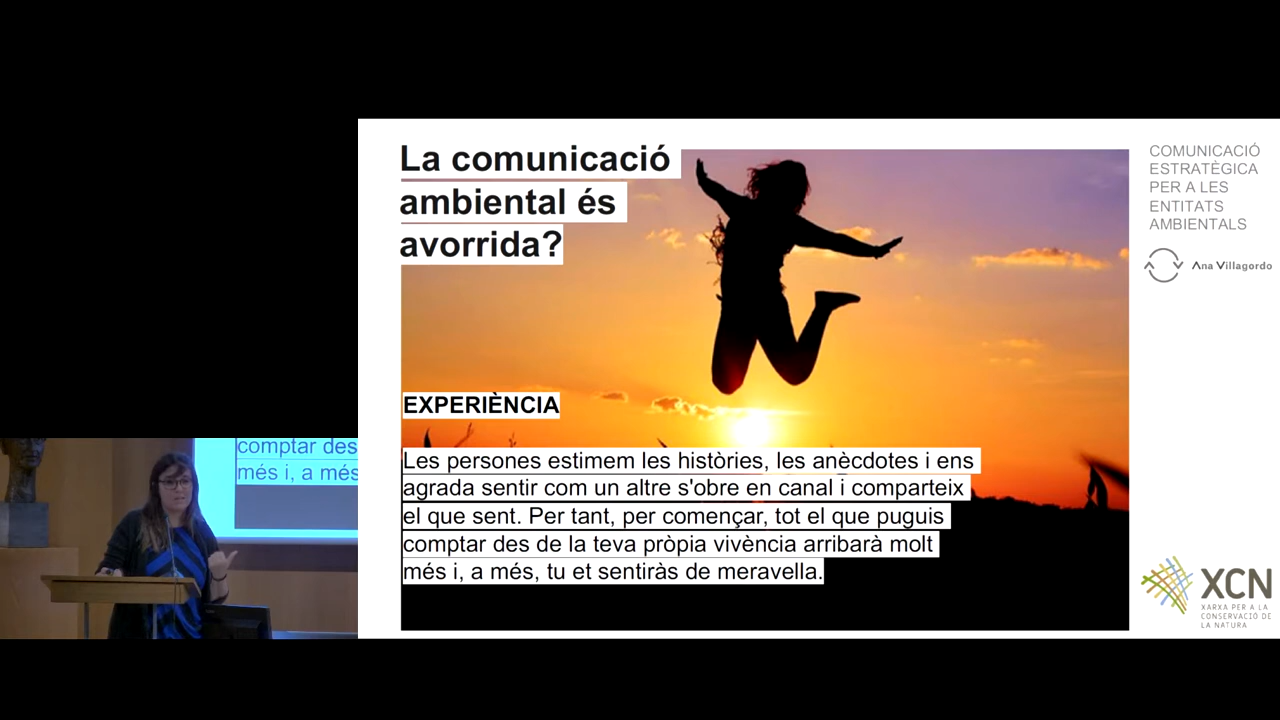 La comunicació
ambiental és
avorrida?
EXPERIÈNCIA
Les persones estimem les històries, les anècdotes i ens
agrada sentir com un altre s'obre en canal i comparteix
el que sent. Per tant, per començar, tot el que puguis
comptar des de la teva pròpia vivència arribarà molt
més i, a més, tu et sentiràs de meravella.
COMUNICACIÓ
ESTRATÈGICA
PER A LES
ENTITATS
AMBIENTALS
Ana Villagordo
XCN
XARXA PER A LA
CONSERVACIÓ DE
LA NATURA
comptar des
més i, a més